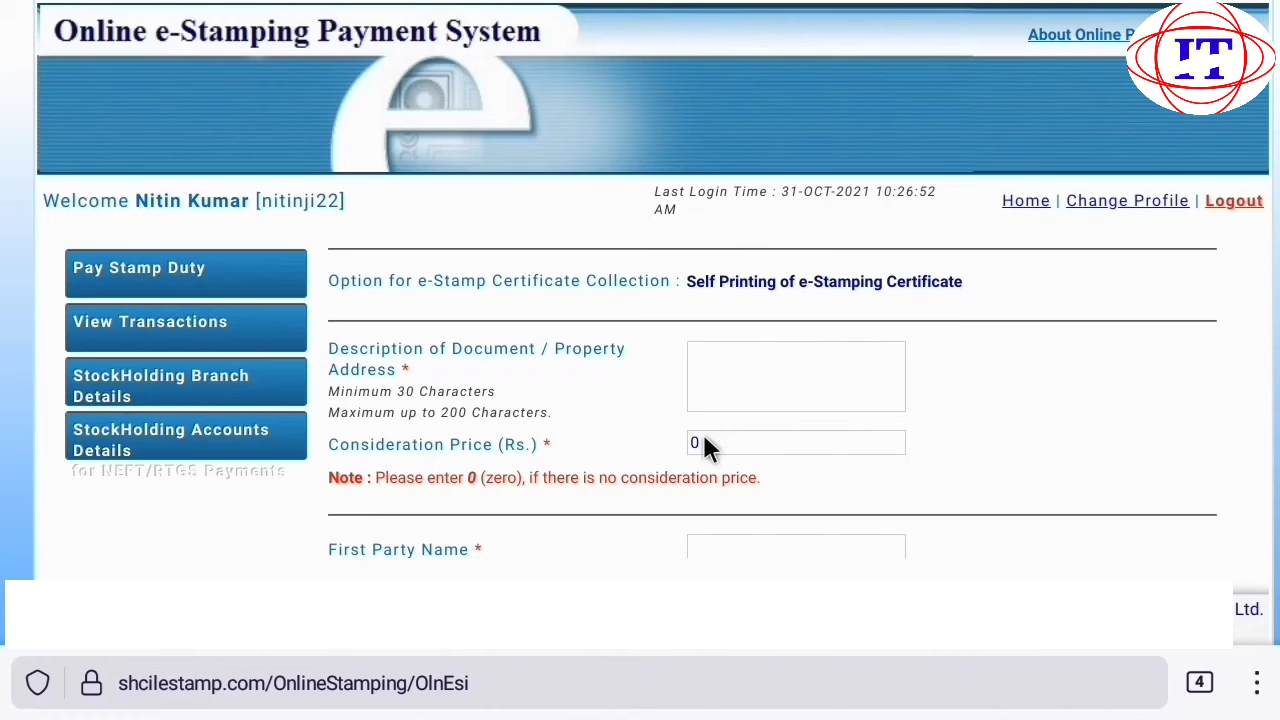 Online e-Stamping Payment System
About Online P
IT
Welcome Nitin Kumar [nitinji22]
Last Login Time : 31-OCT-2021 10:26:52
AM
Home | Change Profile | Logout
Pay Stamp Duty
View Transactions
StockHolding Branch
Details
StockHolding Accounts
Details
for NEFT/RTGS Payments
Option for e-Stamp Certificate Collection : Self Printing of e-Stamping Certificate
Description of Document / Property
Address *
Minimum 30 Characters
Maximum up to 200 Characters.
Consideration Price (Rs.) *
0
Note : Please enter 0 (zero), if there is no consideration price.
First Party Name *
Ltd.
shcilestamp.com/OnlineStamping/OlnEsi
4